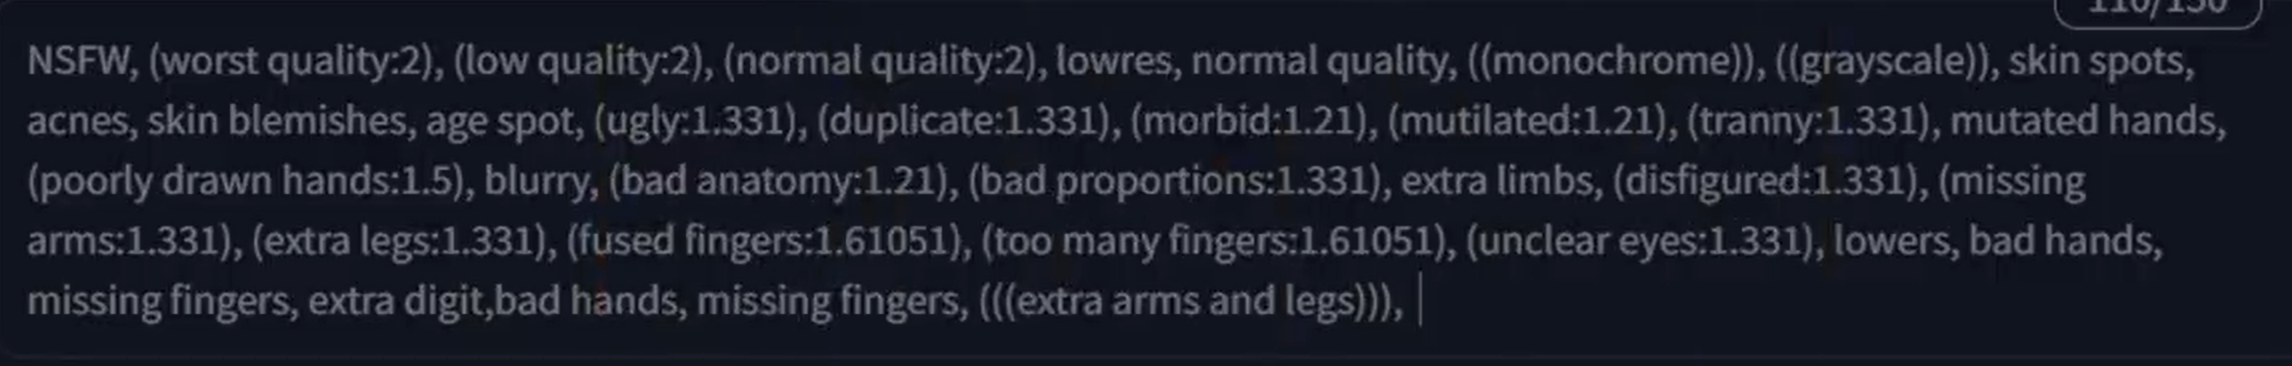 110/150
NSFW, (worst quality:2), (low quality:2), (normal quality:2), lowres, normal quality, ((monochrome)), ((grayscale)), skin spots,
acnes, skin blemishes, age spot, (ugly:1.331), (duplicate:1.331), (morbid:1.21), (mutilated:1.21), (tranny:1.331), mutated hands,
(poorly drawn hands:1.5), blurry, (bad anatomy:1.21), (bad proportions:1.331), extra limbs, (disfigured:1.331), (missing
arms:1.331), (extra legs:1.331), (fused fingers:1.61051), (too many fingers:1.61051), (unclear eyes:1.331), lowers, bad hands,
missing fingers, extra digit,bad hands, missing fingers, (((extra arms and legs))),